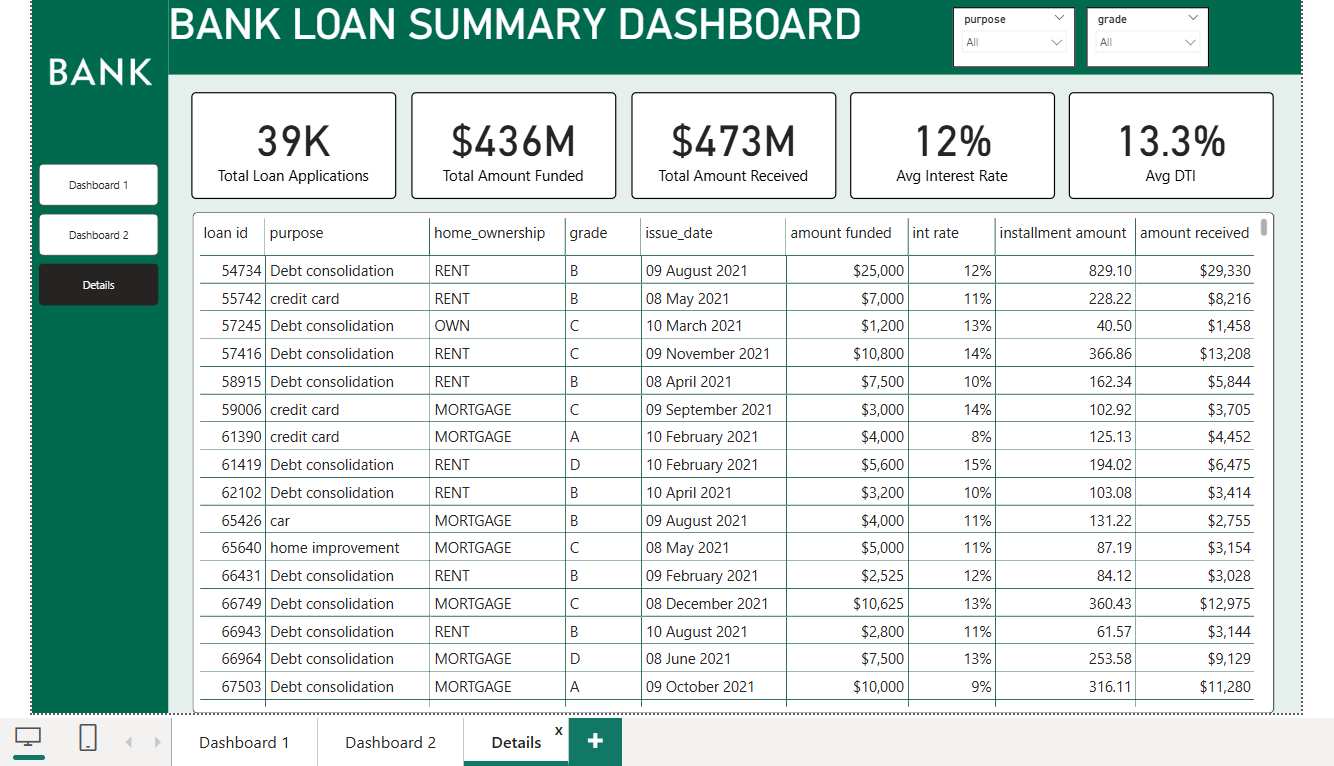 BANK LOAN SUMMARY DASHBOARD
purpose
All
grade
All
BANK
Dashboard 1
Dashboard 2
Details
39K
Total Loan Applications
$436M
Total Amount Funded
$473M
Total Amount Received
12%
Avg Interest Rate
13.3%
Avg DTI
loan id purpose home_ownership grade issue_date amount funded int rate installment amount amount received
54734 Debt consolidation RENT B 09 August 2021 $25,000 12% 829.10 $29,330
55742 credit card RENT B 08 May 2021 $7,000 11% 228.22 $8,216
57245 Debt consolidation OWN C 10 March 2021 $1,200 13% 40.50 $1,458
57416 Debt consolidation RENT C 09 November 2021 $10,800 14% 366.86 $13,208
58915 Debt consolidation RENT B 08 April 2021 $7,500 10% 162.34 $5,844
59006 credit card MORTGAGE C 09 September 2021 $3,000 14% 102.92 $3,705
61390 credit card MORTGAGE A 10 February 2021 $4,000 8% 125.13 $4,452
61419 Debt consolidation RENT D 10 February 2021 $5,600 15% 194.02 $6,475
62102 Debt consolidation RENT B 10 April 2021 $3,200 10% 103.08 $3,414
65426 car MORTGAGE B 09 August 2021 $4,000 11% 131.22 $2,755
65640 home improvement MORTGAGE C 08 May 2021 $5,000 11% 87.19 $3,154
66431 Debt consolidation RENT B 09 February 2021 $2,525 12% 84.12 $3,028
66749 Debt consolidation MORTGAGE C 08 December 2021 $10,625 13% 360.43 $12,975
66943 Debt consolidation RENT B 10 August 2021 $2,800 11% 61.57 $3,144
66964 Debt consolidation MORTGAGE D 08 June 2021 $7,500 13% 253.58 $9,129
67503 Debt consolidation MORTGAGE A 09 October 2021 $10,000 9% 316.11 $11,280
Dashboard 1
Dashboard 2
Details
x
+